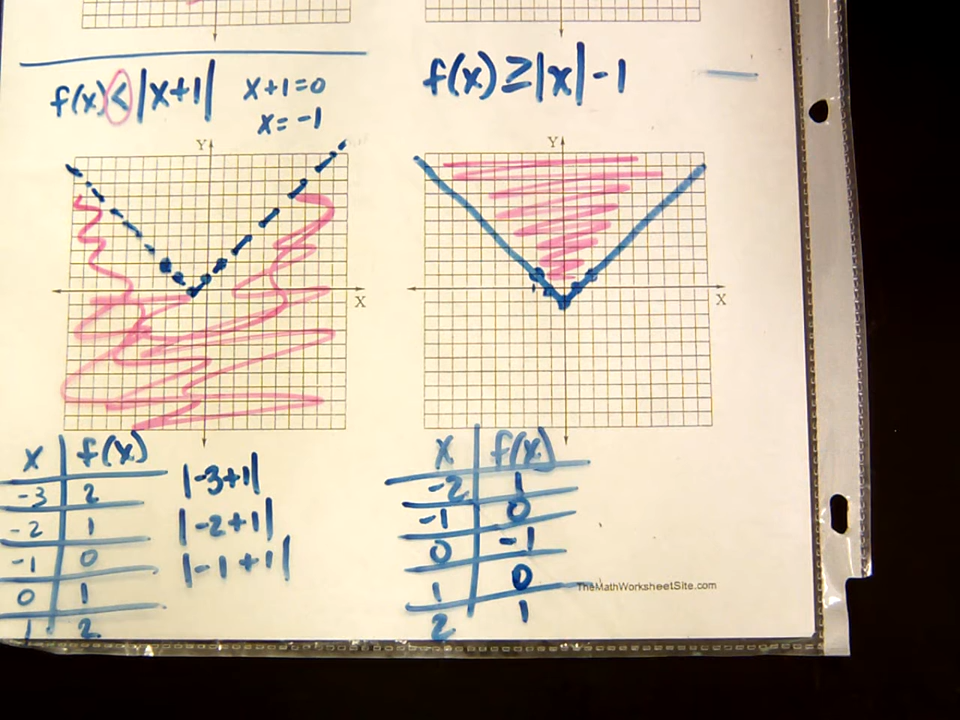 f(x) < |x+1|
x+1=0
x= -1
Y
X
x f(x)
-3 2
-2 1
-1 0
0 1
1 2
|-3+1|
|-2+1|
|-1+1|
f(x) ≥ |x| -1
Y
X
x f(x)
-2 1
-1 0
0 -1
1 0
2 1
TheMathWorksheetSite.com